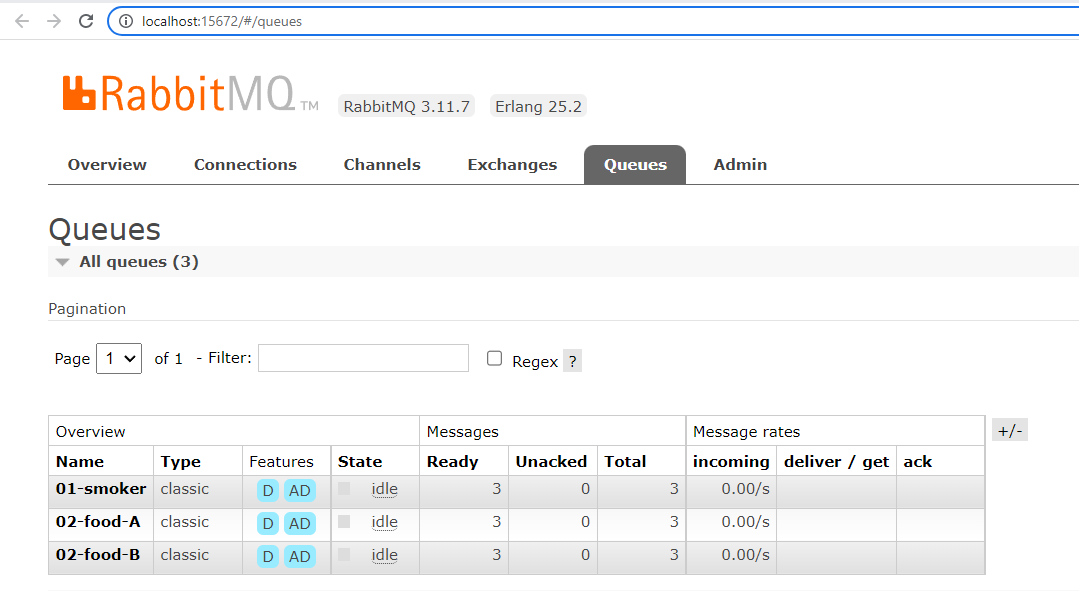 localhost:15672/#/queues
RabbitMQ TM RabbitMQ 3.11.7 Erlang 25.2
Overview Connections Channels Exchanges Queues Admin
Queues
All queues (3)
Pagination
Page 1 of 1 - Filter: Regex ?
Overview Messages Message rates +/-
Name Type Features State Ready Unacked Total incoming deliver / get ack
01-smoker classic D AD idle 3 0 3 0.00/s
02-food-A classic D AD idle 3 0 3 0.00/s
02-food-B classic D AD idle 3 0 3 0.00/s